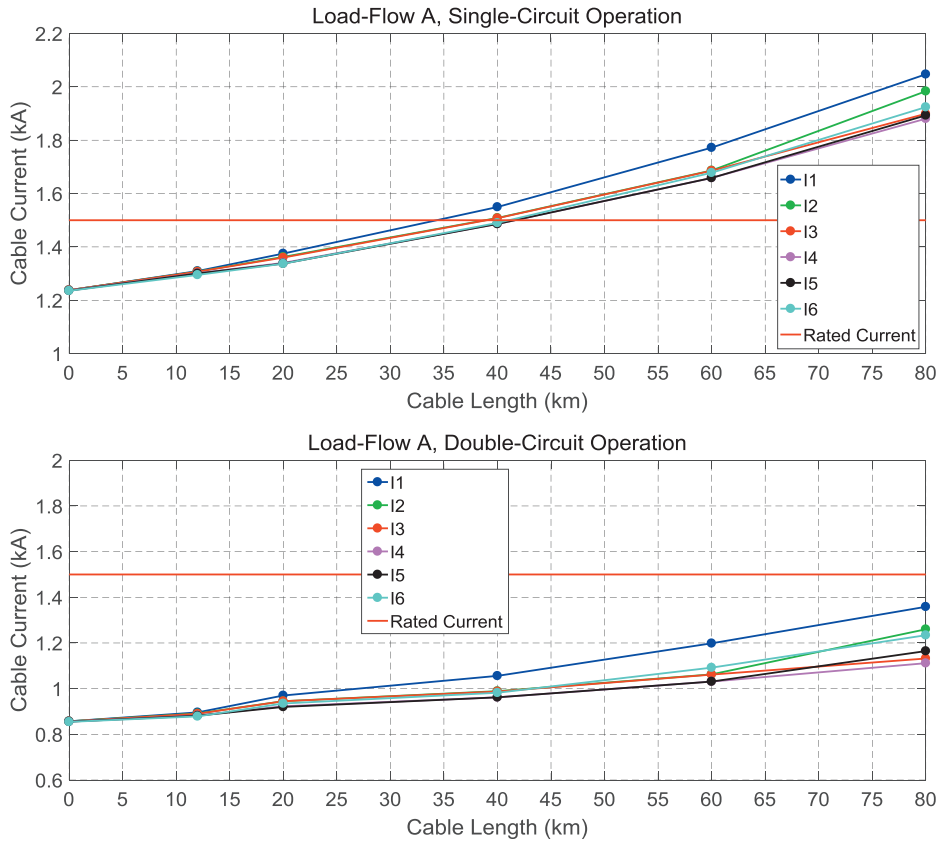 Load-Flow A, Single-Circuit Operation
Cable Current (kA)
2.2
2
1.8
1.6
1.4
1.2
1
I1
I2
I3
I4
I5
I6
Rated Current
0 5 10 15 20 25 30 35 40 45 50 55 60 65 70 75 80
Cable Length (km)
Load-Flow A, Double-Circuit Operation
Cable Current (kA)
2
1.8
1.6
1.4
1.2
1
0.8
0.6
I1
I2
I3
I4
I5
I6
Rated Current
0 5 10 15 20 25 30 35 40 45 50 55 60 65 70 75 80
Cable Length (km)